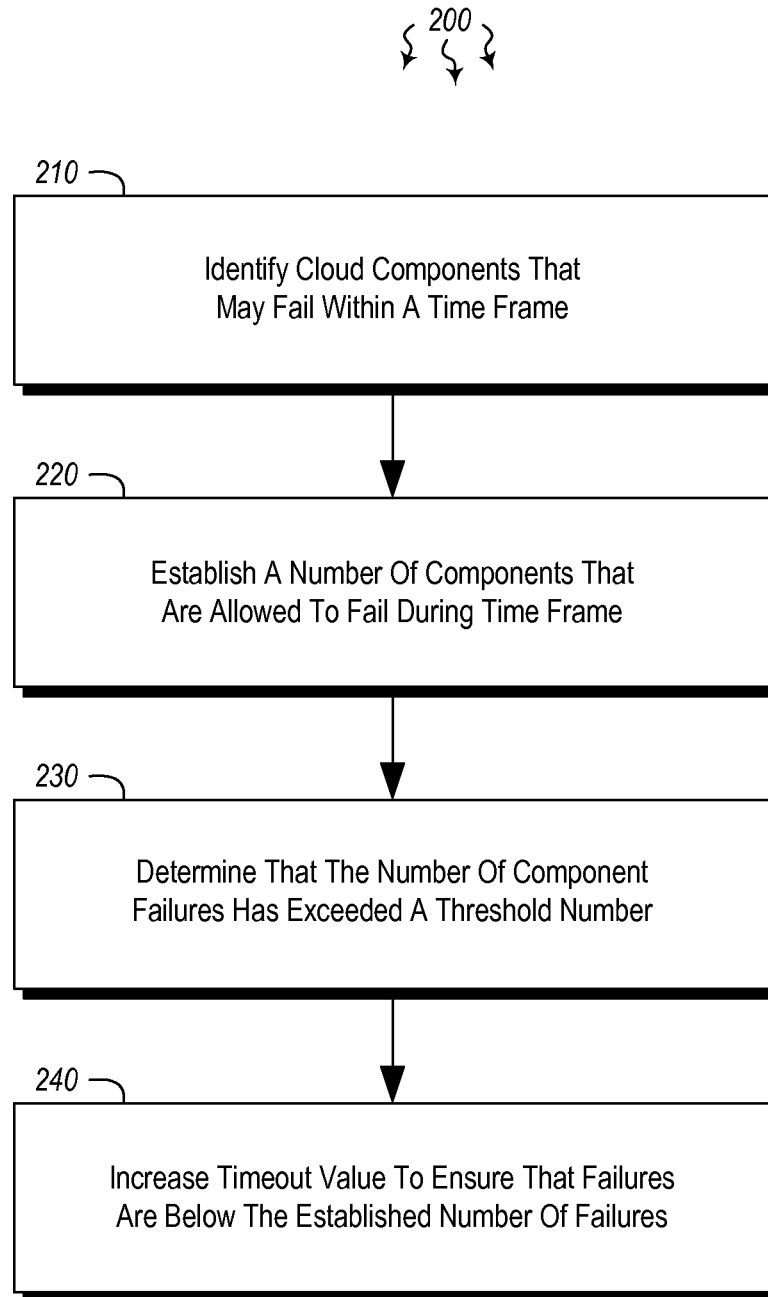 200
210
Identify Cloud Components That
May Fail Within A Time Frame
220
Establish A Number Of Components That
Are Allowed To Fail During Time Frame
230
Determine That The Number Of Component
Failures Has Exceeded A Threshold Number
240
Increase Timeout Value To Ensure That Failures
Are Below The Established Number Of Failures